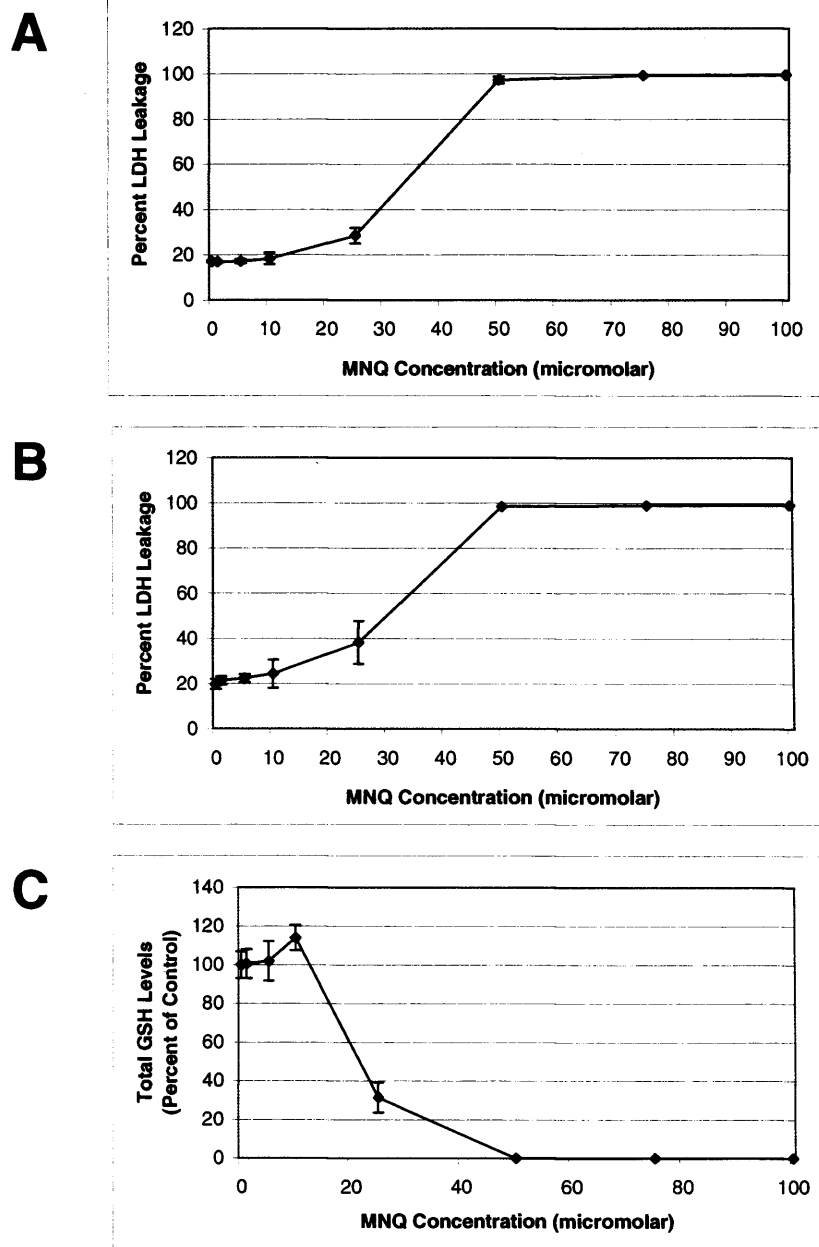 A
120
100
80
60
40
20
0
Percent LDH Leakage
0 10 20 30 40 50 60 70 80 90 100
MNQ Concentration (micromolar)
B
120
100
80
60
40
20
0
Percent LDH Leakage
0 10 20 30 40 50 60 70 80 90 100
MNQ Concentration (micromolar)
C
140
120
100
80
60
40
20
0
Total GSH Levels
(Percent of Control)
0 20 40 60 80 100
MNQ Concentration (micromolar)